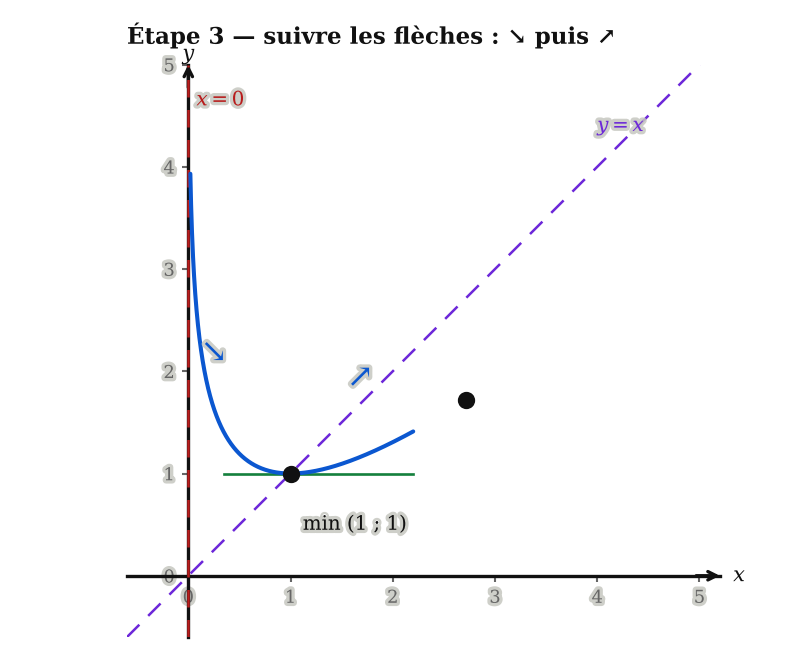 Étape 3 — suivre les flèches : ↘ puis ↗
y
5
x=0
y=x
4
3
↘
↗
2
1
min (1 ; 1)
0
x
0 1 2 3 4 5